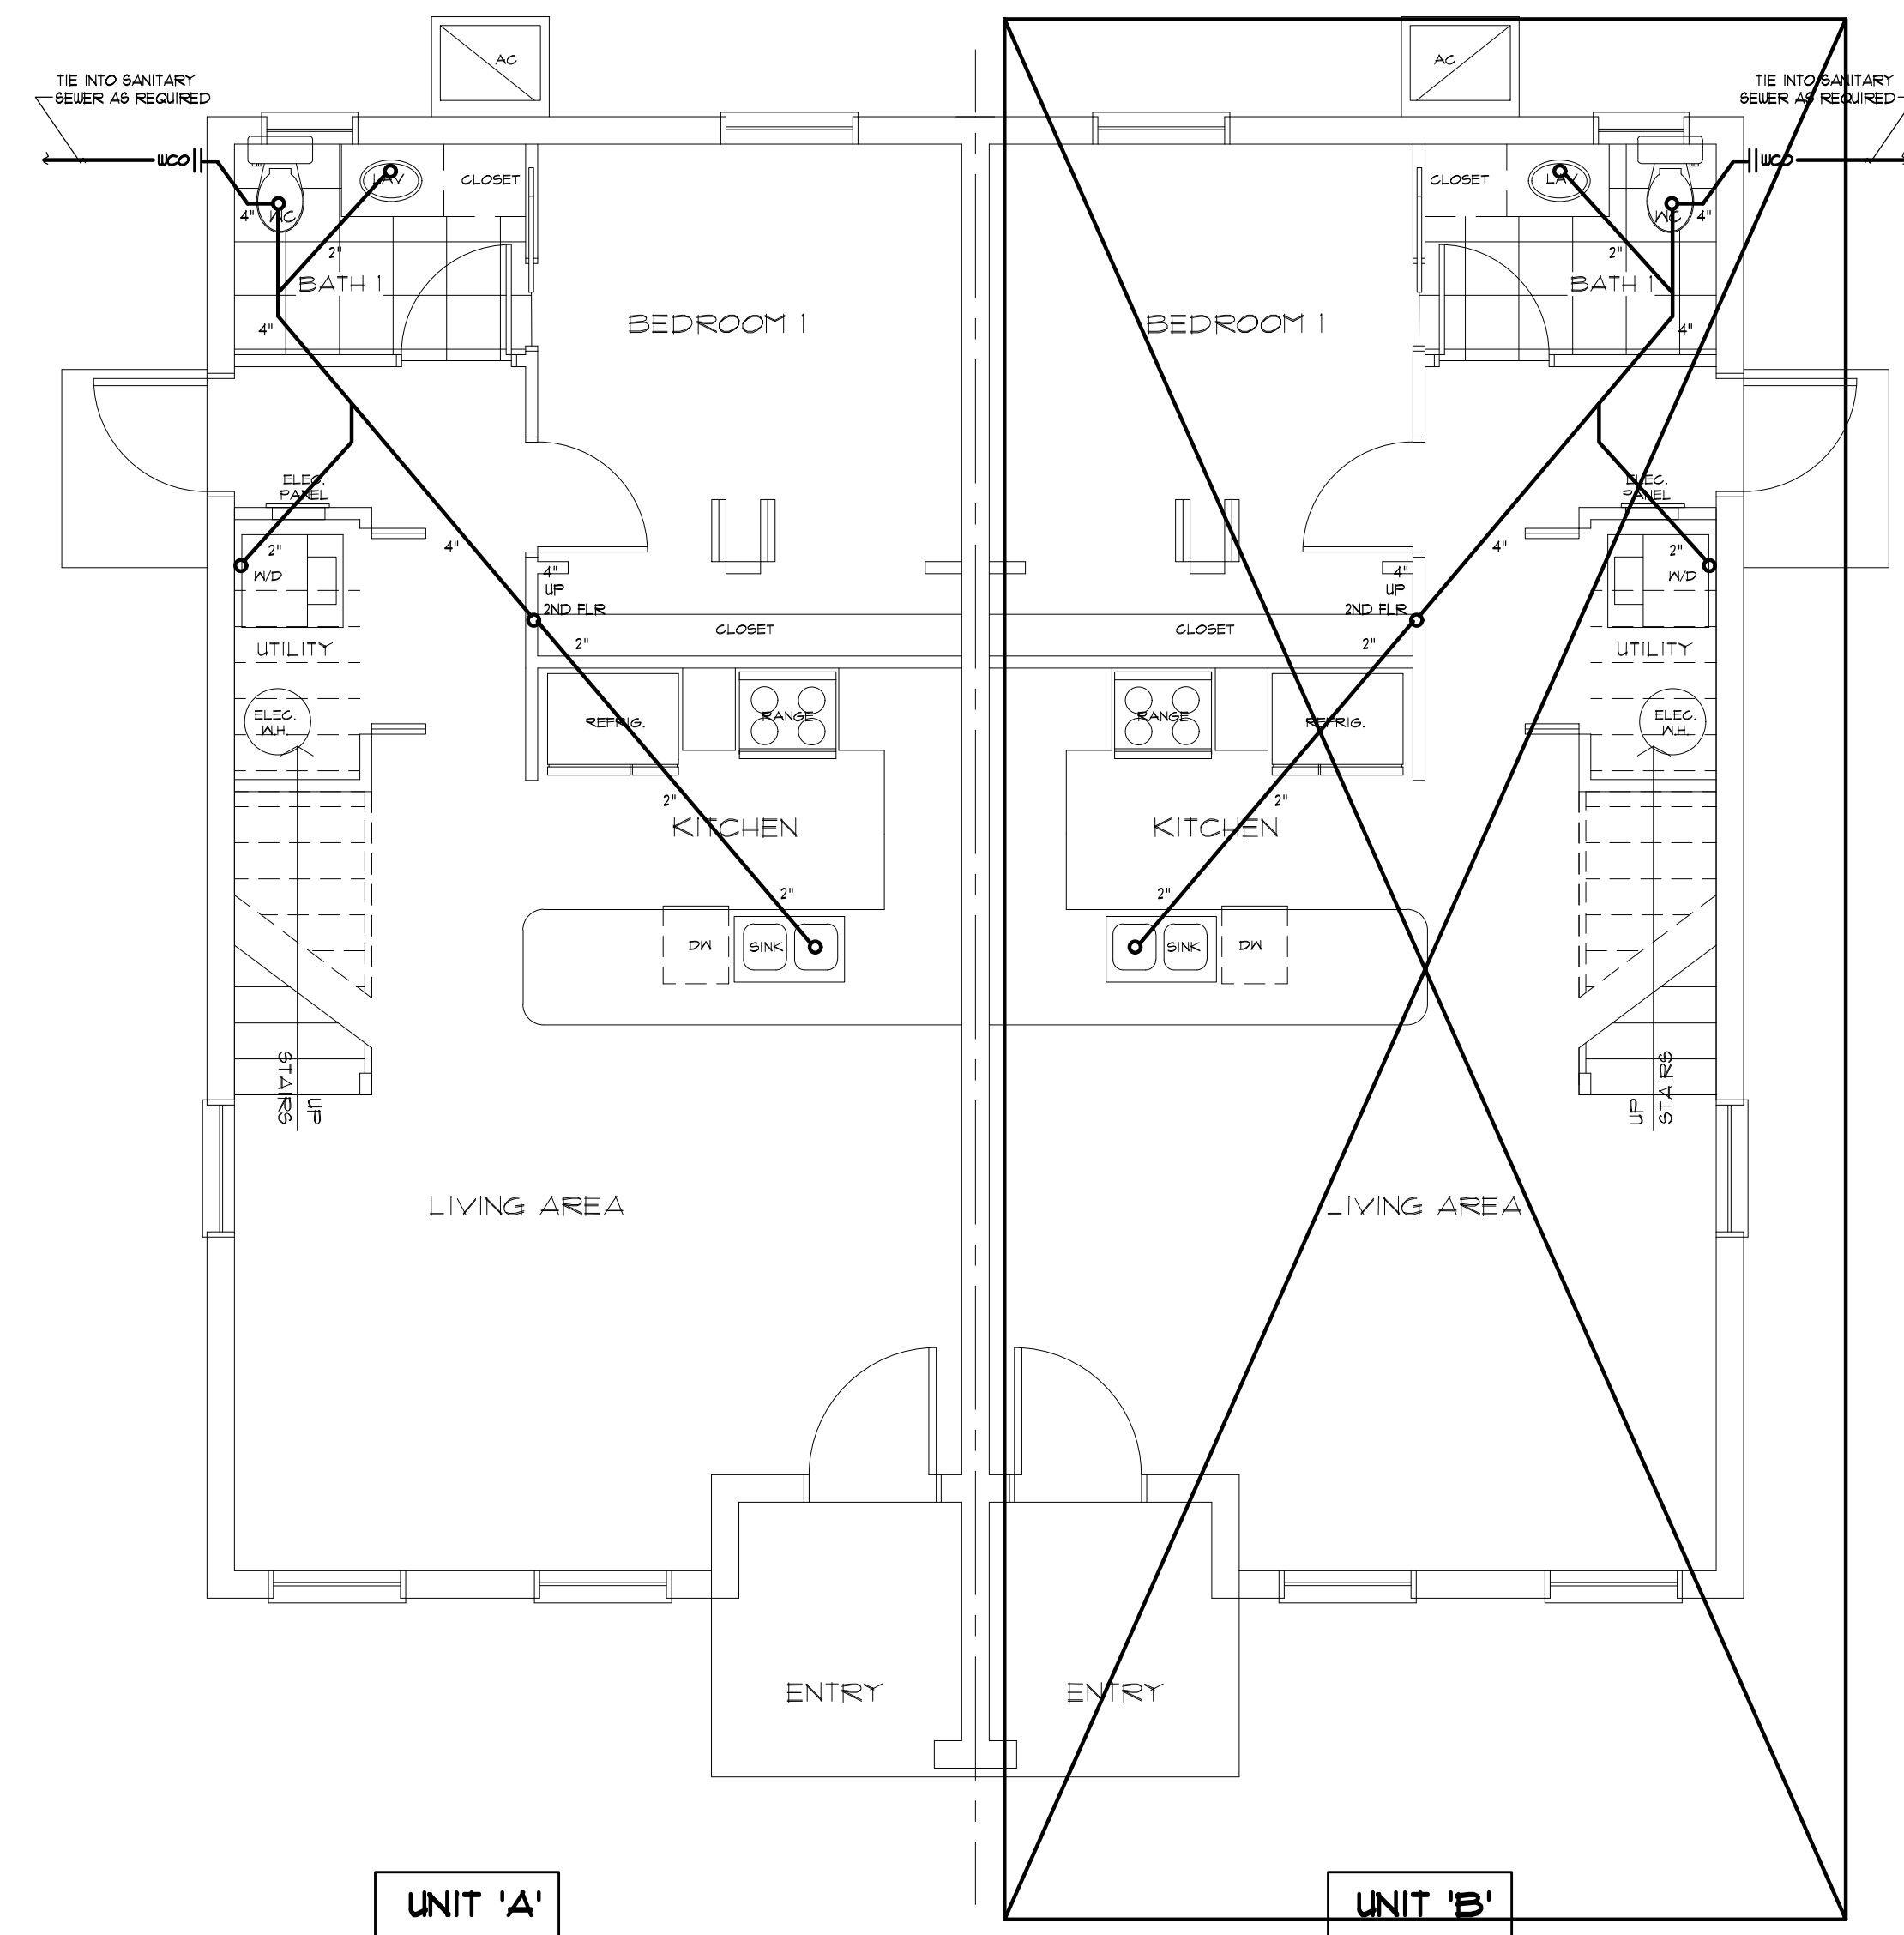 AC
AC
TIE INTO SANITARY
SEWER AS REQUIRED
TIE INTO SANITARY
SEWER AS REQUIRED
WCO
WCO
LAV
CLOSET
CLOSET
LAV
4"
WC
WC
4"
2"
2"
BATH 1
BATH 1
4"
BEDROOM 1
BEDROOM 1
4"
ELEC.
PANEL
ELEC.
PANEL
2"
4"
4"
2"
W/D
W/D
4"
UP
2ND FLR
4"
UP
2ND FLR
CLOSET
CLOSET
2"
2"
UTILITY
UTILITY
ELEC.
W.H.
REFRIG.
RANGE
RANGE
REFRIG.
ELEC.
W.H.
2"
2"
KITCHEN
KITCHEN
2"
2"
DW
SINK
SINK
DW
STAIRS
UP
UP
STAIRS
LIVING AREA
LIVING AREA
ENTRY
ENTRY
UNIT 'A'
UNIT 'B'